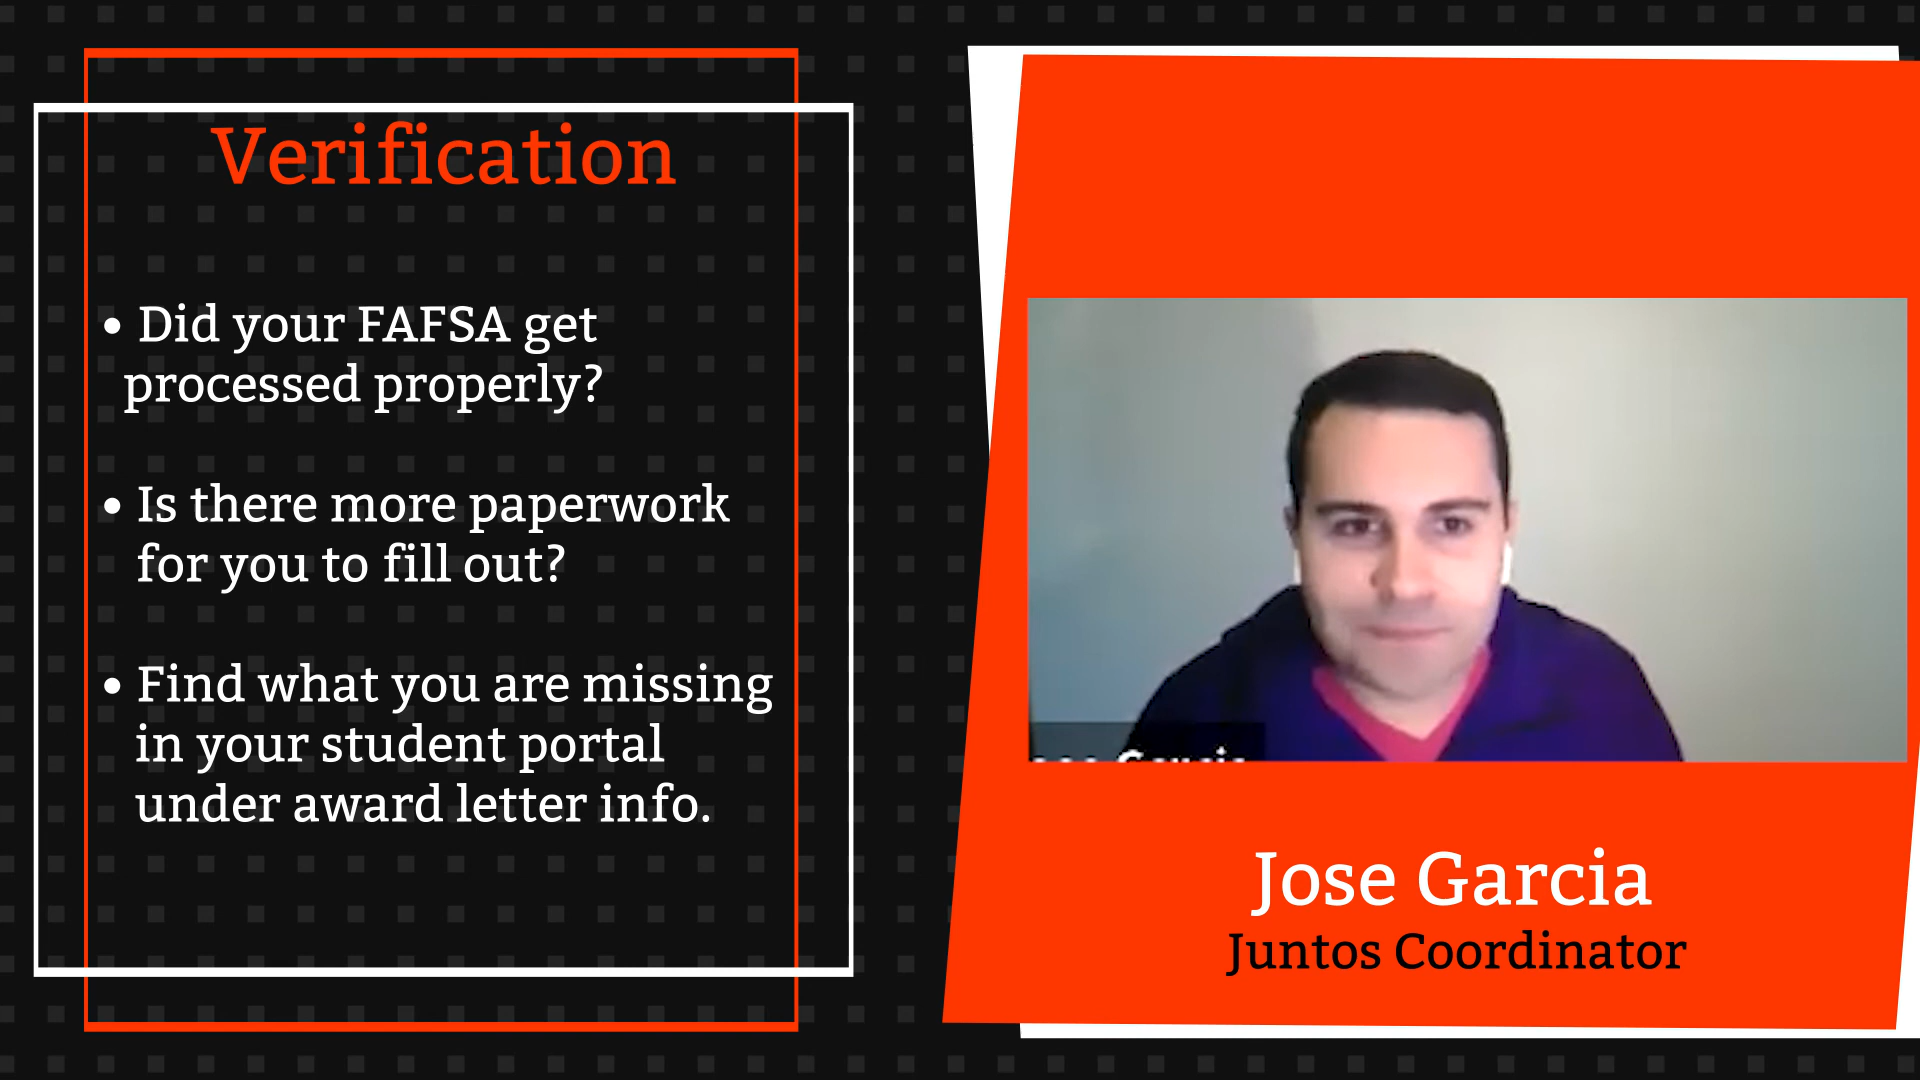 Verification
• Did your FAFSA get
processed properly?
• Is there more paperwork
for you to fill out?
• Find what you are missing
in your student portal
under award letter info.
Jose Garcia
Juntos Coordinator